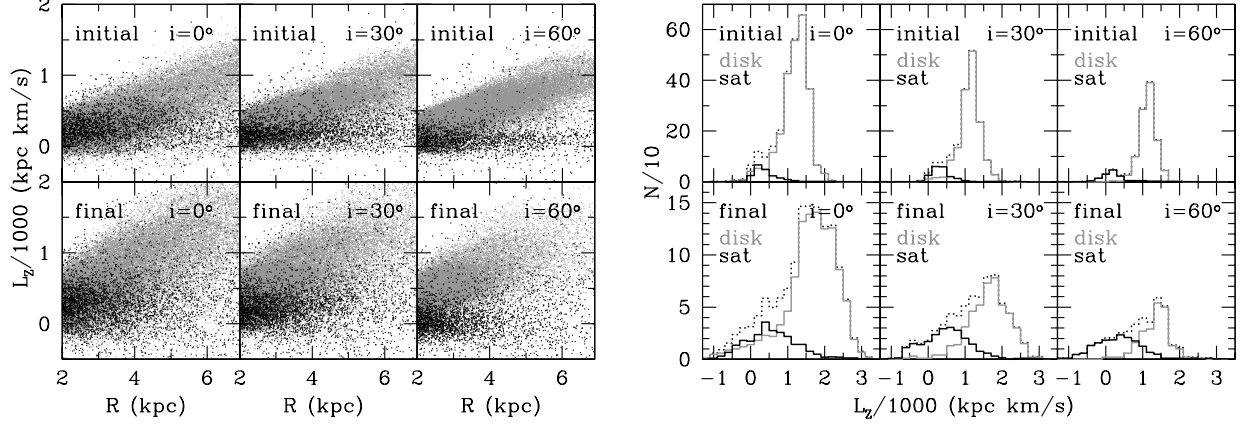 2
initial i=0° initial i=30° initial i=60°
1
0
L_Z/1000 (kpc km/s)
2
final i=0° final i=30° final i=60°
1
0
2 4 6 2 4 6 2 4 6
R (kpc) R (kpc) R (kpc)
60
initial i=0° initial i=30° initial i=60°
disk disk disk
sat sat sat
40
20
0
N/10
15
final i=0° final i=30° final i=60°
disk disk disk
sat sat sat
10
5
0
−1 0 1 2 3 −1 0 1 2 3 −1 0 1 2 3
L_Z/1000 (kpc km/s)